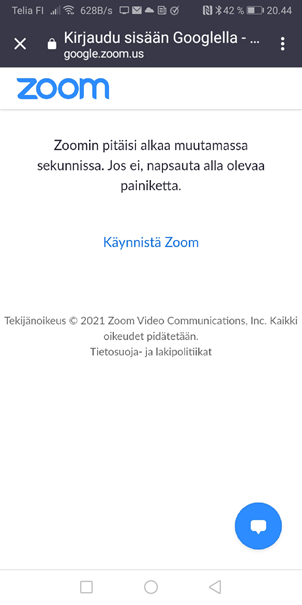 Telia FI 628B/s 42 % 20.44
Kirjaudu sisään Googlella - ...
google.zoom.us
zoom
Zoomin pitäisi alkaa muutamassa
sekunnissa. Jos ei, napsauta alla olevaa
painiketta.
Käynnistä Zoom
Tekijänoikeus © 2021 Zoom Video Communications, Inc. Kaikki
oikeudet pidätetään.
Tietosuoja- ja lakipolitiikat